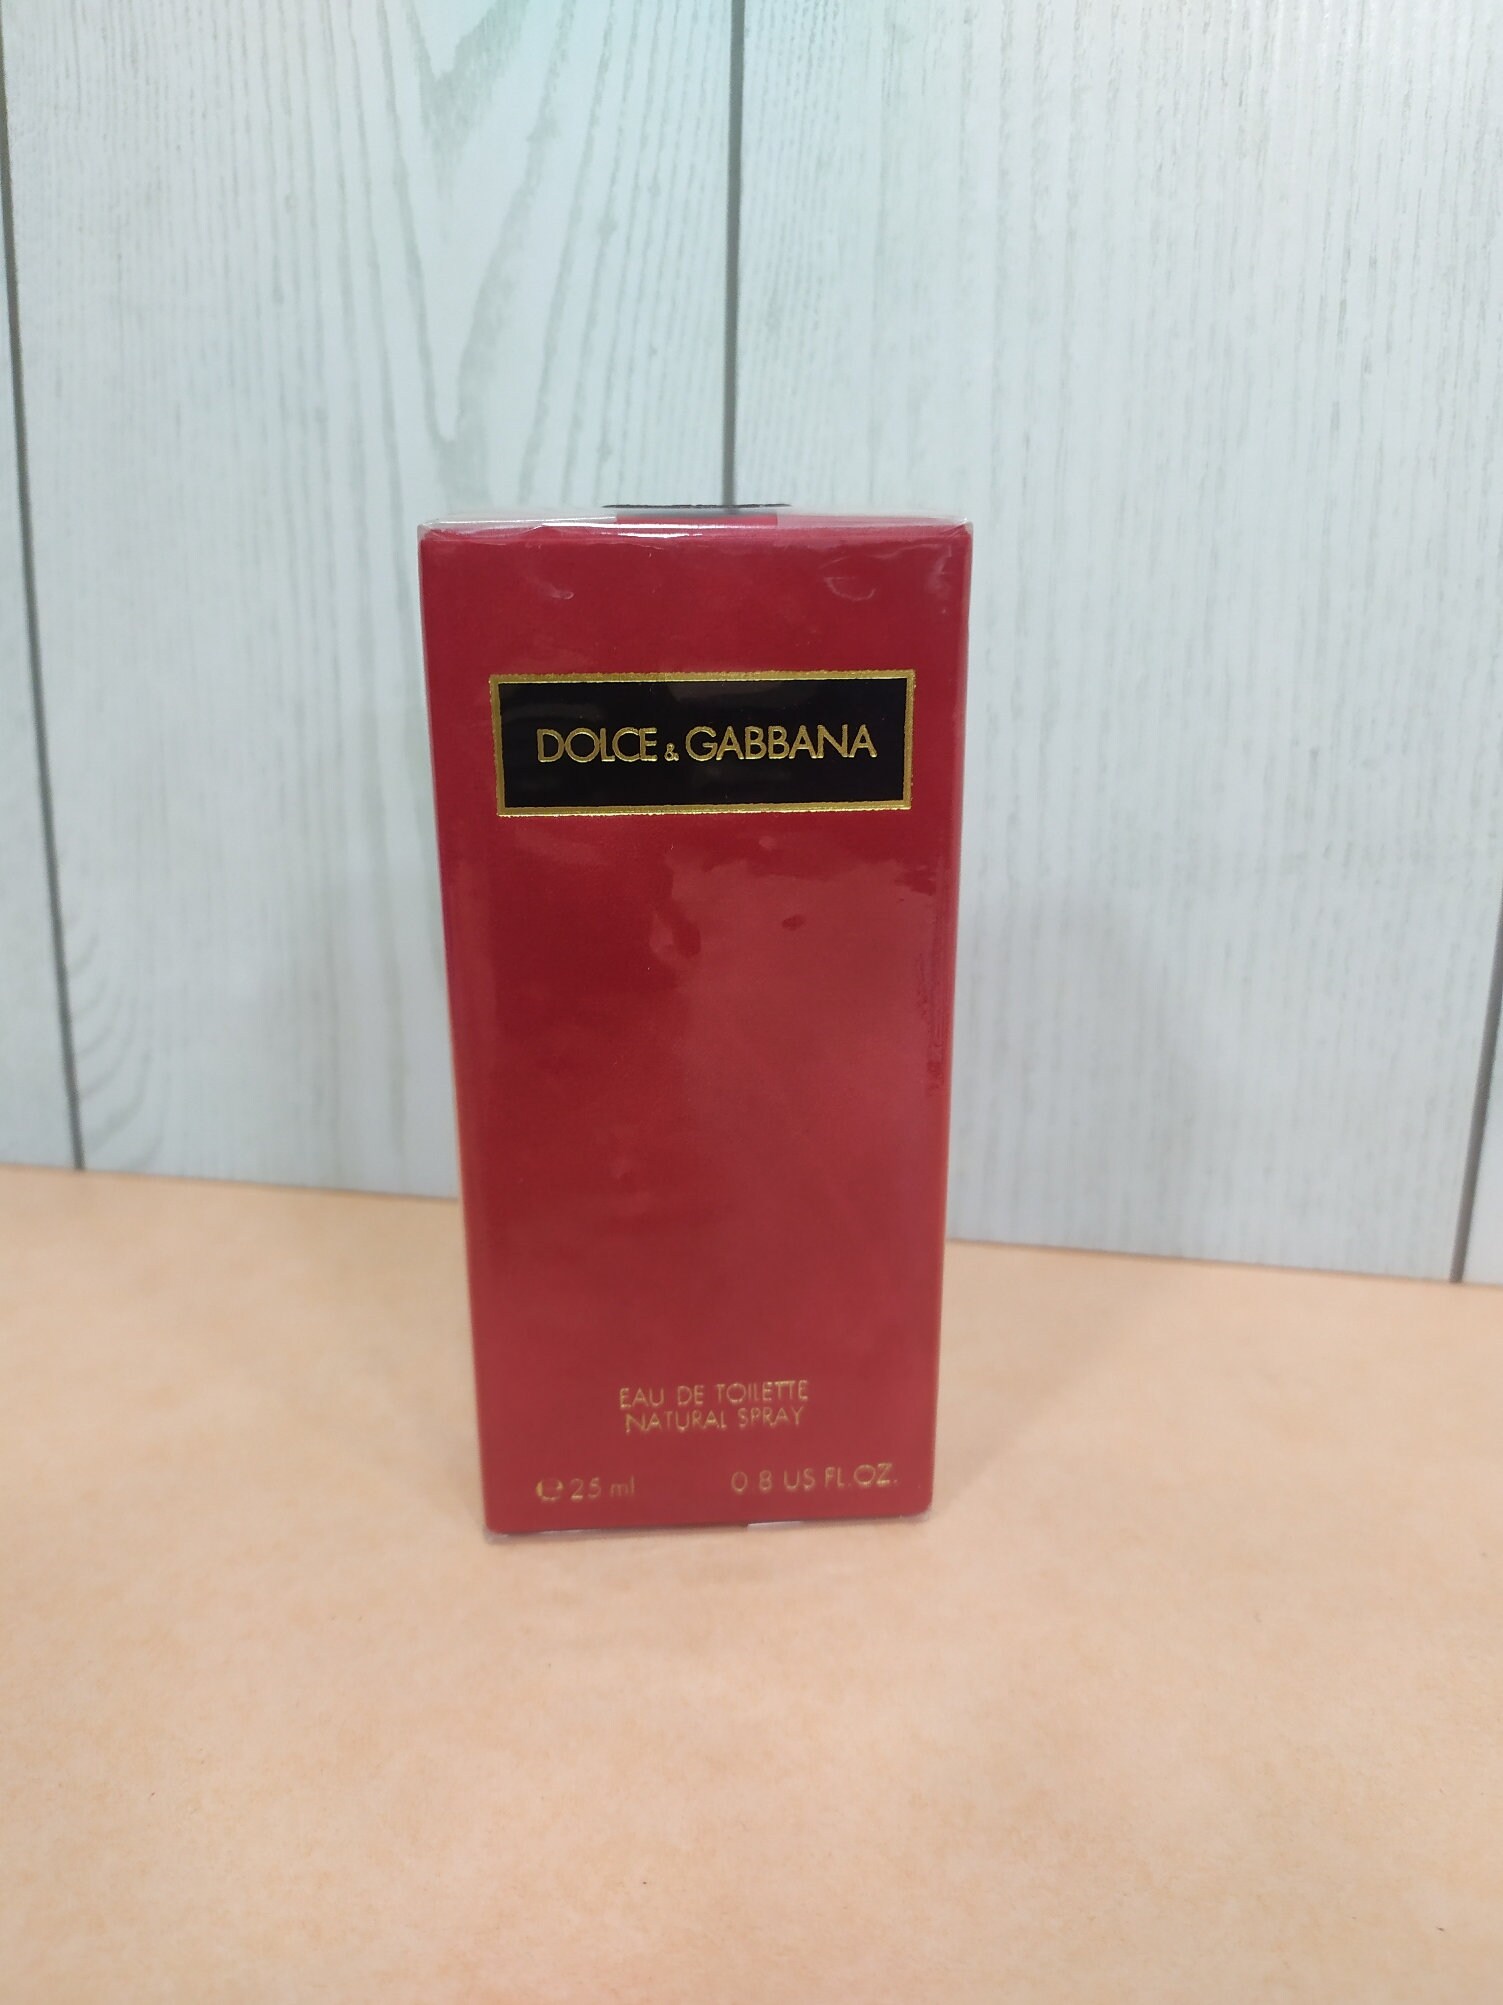 DOLCE & GABBANA
EAU DE TOILETTE
NATURAL SPRAY
℮ 25 ml 0 8 US FL.OZ.